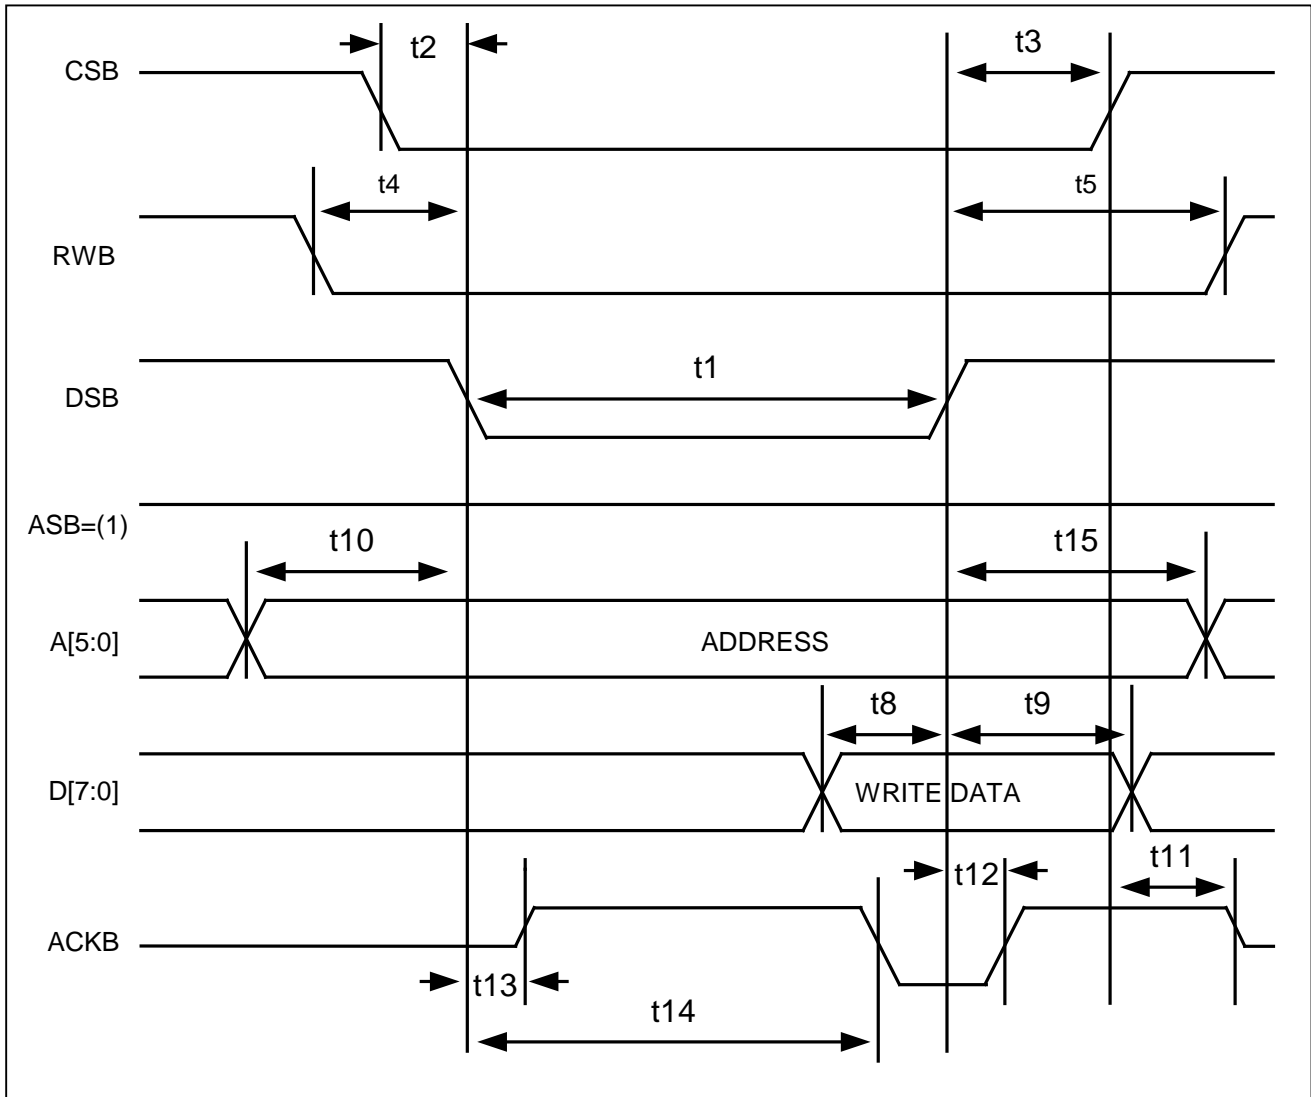 t2
t3
CSB
t4
t5
RWB
t1
DSB
ASB=(1)
t10
t15
A[5:0]
ADDRESS
t8
t9
D[7:0]
WRITE DATA
t12
t11
ACKB
t13
t14